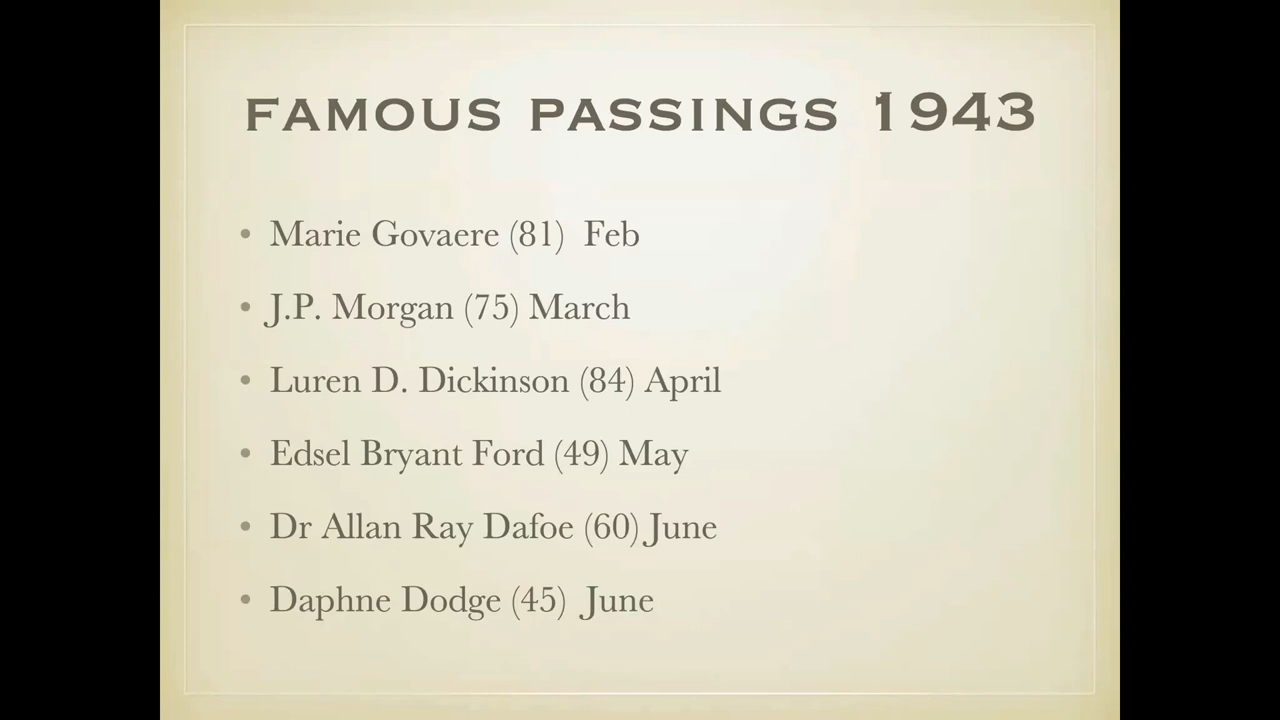 FAMOUS PASSINGS 1943
• Marie Govaere (81)  Feb
• J.P. Morgan (75) March
• Luren D. Dickinson (84) April
• Edsel Bryant Ford (49) May
• Dr Allan Ray Dafoe (60) June
• Daphne Dodge (45)  June